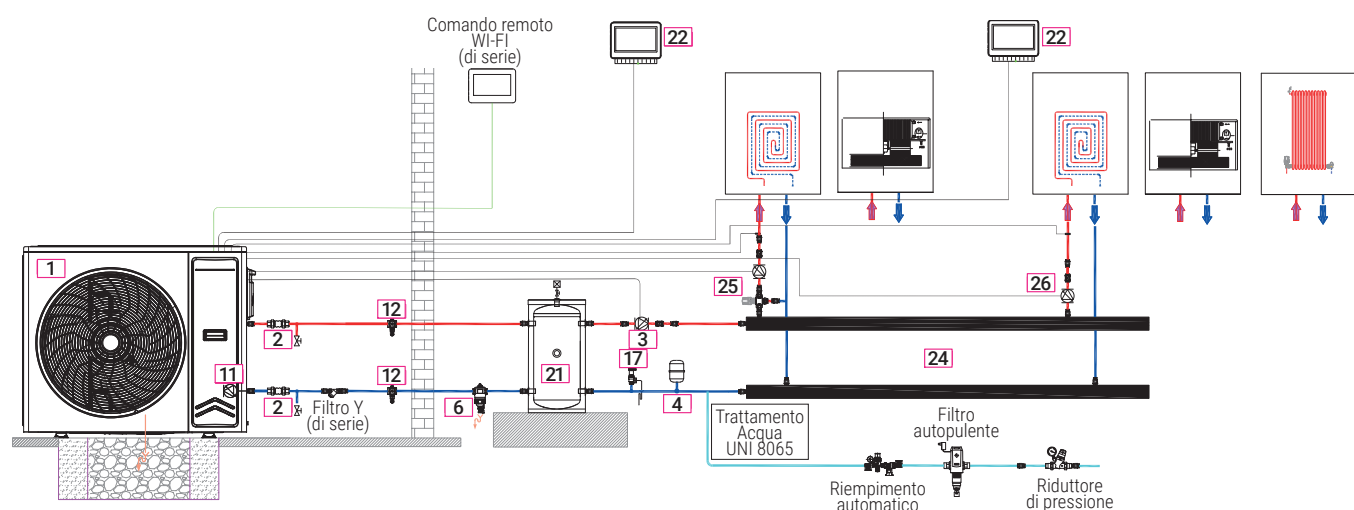 Comando remoto
WI-FI
(di serie)
22
22
1
25
26
12
2
3
17
24
11
12
21
2
Filtro Y
(di serie)
6
4
Trattamento
Acqua
UNI 8065
Filtro
autopulente
Riempimento
automatico
Riduttore
di pressione